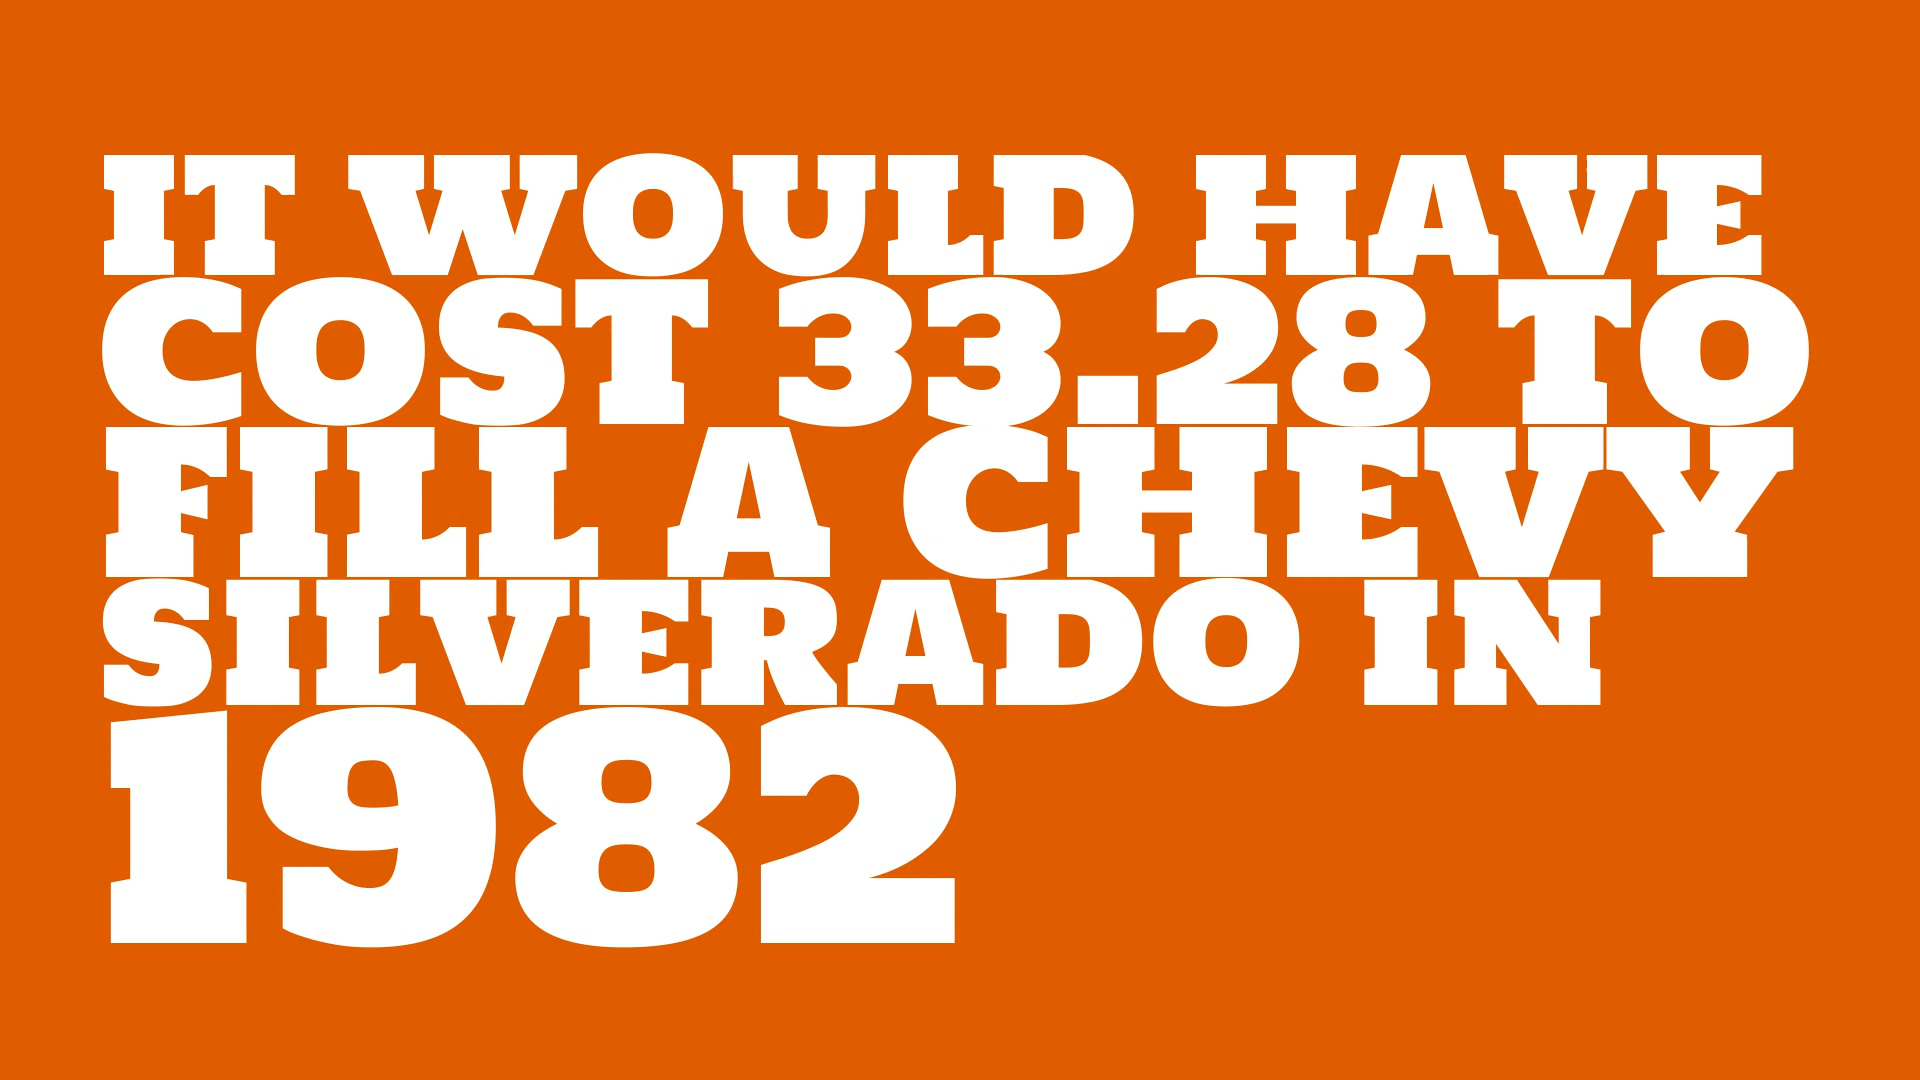 IT WOULD HAVE
COST 33.28 TO
FILL A CHEVY
SILVERADO IN
1982